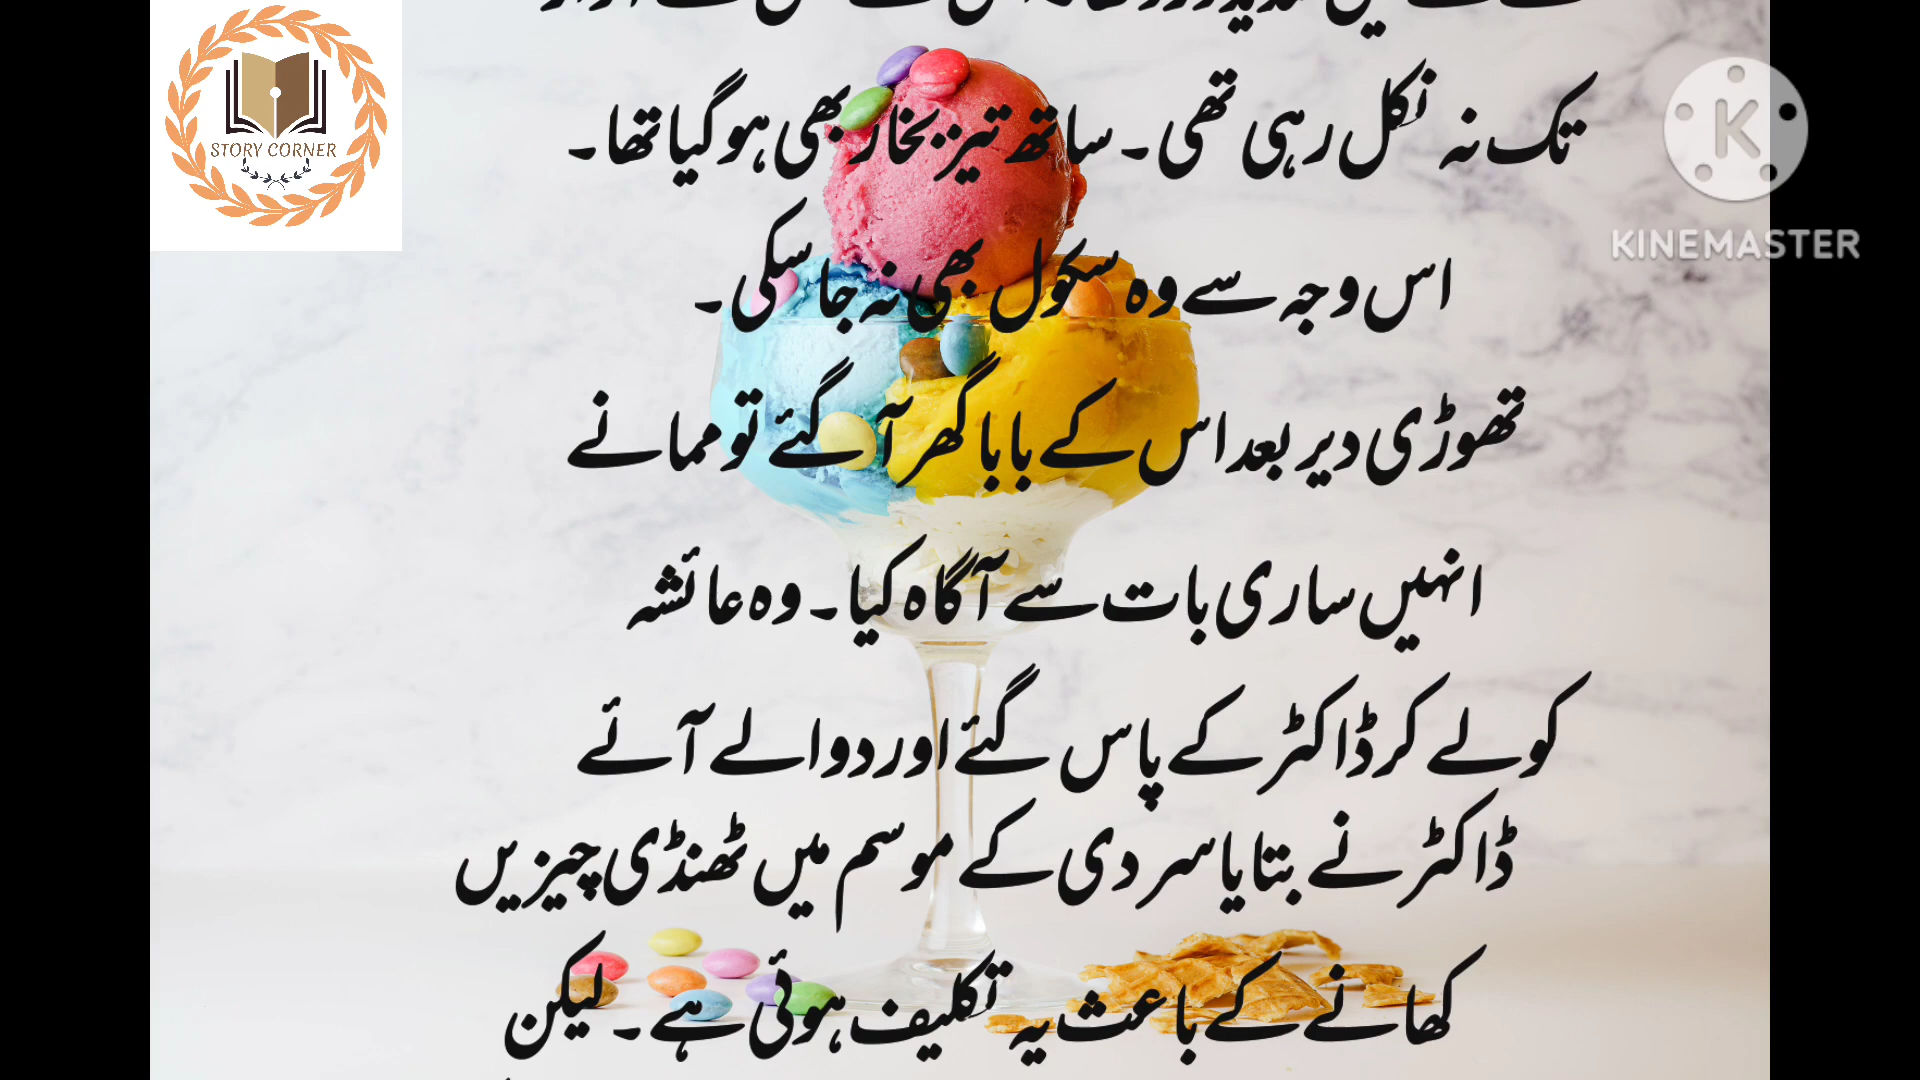 STORY CORNER
KINEMASTER
تک نہ نکل رہی تھی۔ ساتھ تیز بخار بھی ہو گیا تھا۔
اس وجہ سے وہ سکول بھی نہ جا سکی۔
تھوڑی دیر بعد اس کے بابا گھر آ گئے تو ممانے
انہیں ساری بات سے آگاہ کیا۔ وہ عائشہ
کو لے کر ڈاکٹر کے پاس گئے اور دوا لے آئے
ڈاکٹر نے بتایا سردی کے موسم میں ٹھنڈی چیزیں
کھانے کے باعث یہ تکلیف ہوئی ہے۔ لیکن